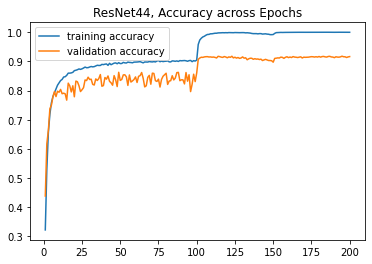 ResNet44, Accuracy across Epochs
training accuracy
validation accuracy
1.0
0.9
0.8
0.7
0.6
0.5
0.4
0.3
0 25 50 75 100 125 150 175 200